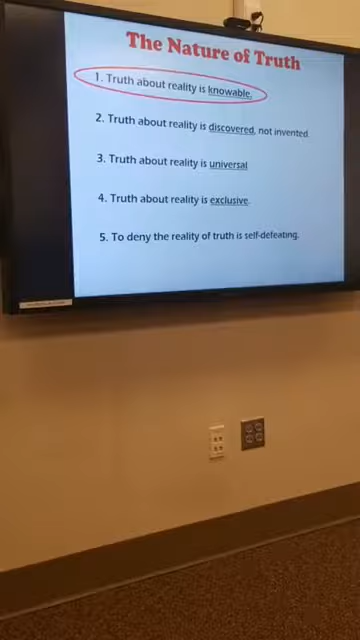 The Nature of Truth
1. Truth about reality is knowable.
2. Truth about reality is discovered, not invented.
3. Truth about reality is universal
4. Truth about reality is exclusive.
5. To deny the reality of truth is self-defeating.